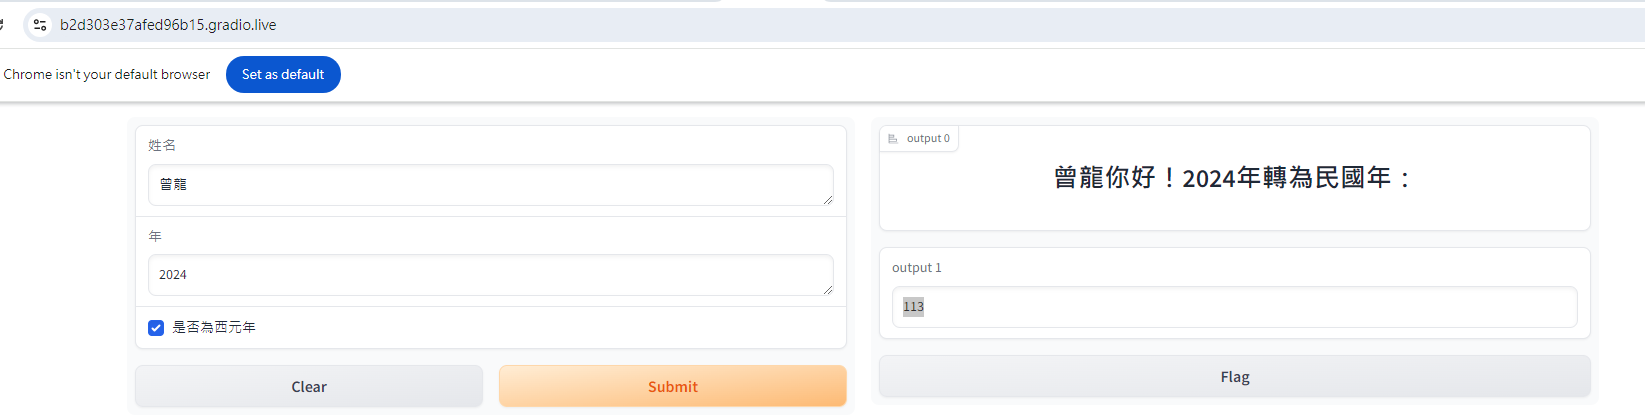 b2d303e37afed96b15.gradio.live
Chrome isn't your default browser
Set as default
姓名
曾龍
年
2024
是否為西元年
Clear
Submit
output 0
曾龍你好！2024年轉為民國年：
output 1
113
Flag